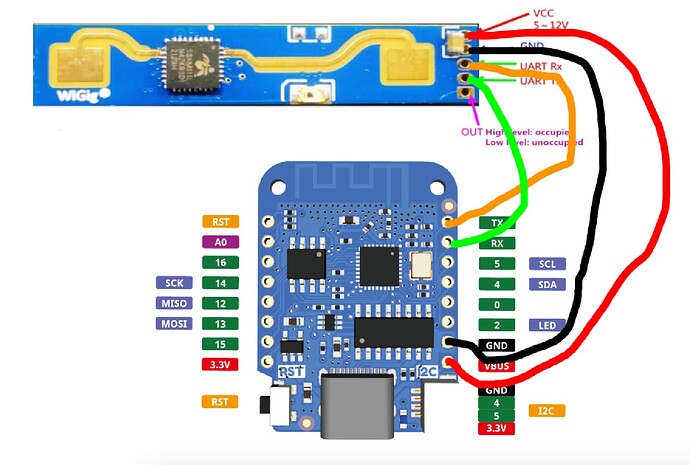 VCC
5~12V
GND
WiGig
UART Rx
UART T
OUT High level: occupie
Low level: unoccupied
RST
TX
A0
RX
16
5
SCL
SCK
14
4
SDA
MISO
12
0
MOSI
13
2
LED
15
GND
3.3V
RST
I2C
VBUS
GND
RST
4
I2C
5
3.3V